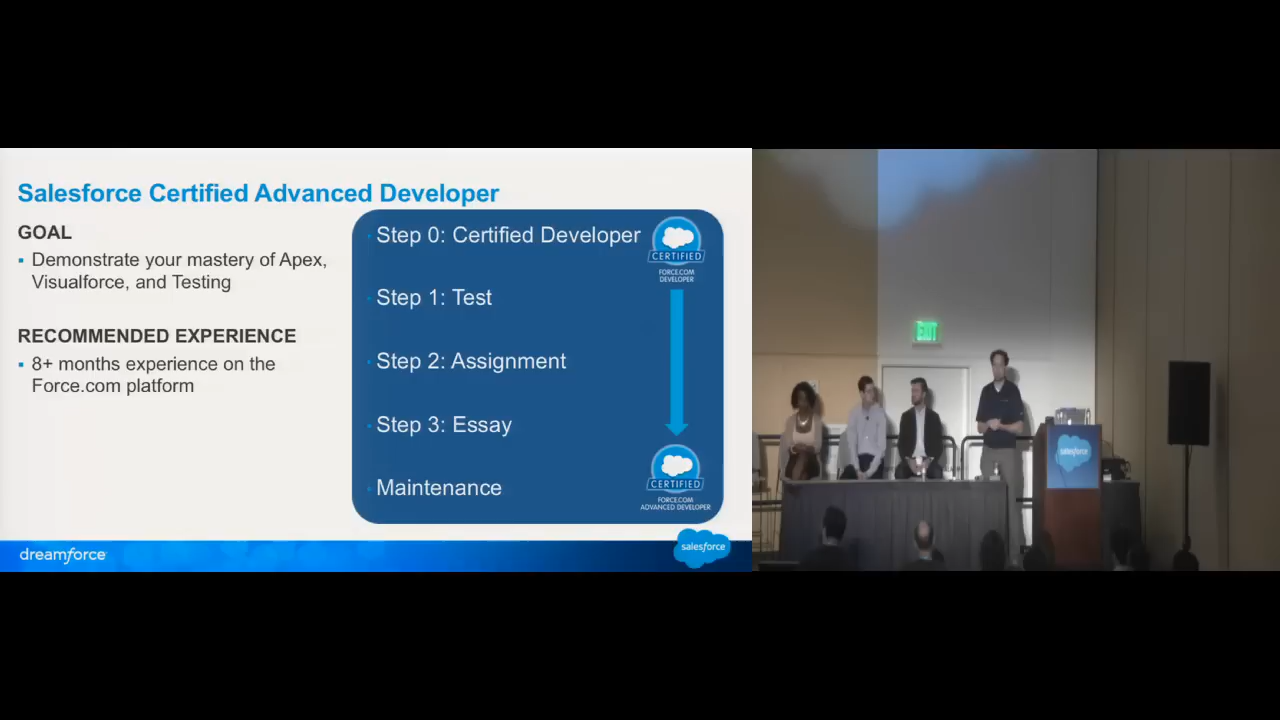 Salesforce Certified Advanced Developer
GOAL
Demonstrate your mastery of Apex,
Visualforce, and Testing
RECOMMENDED EXPERIENCE
8+ months experience on the
Force.com platform
Step 0: Certified Developer
Step 1: Test
Step 2: Assignment
Step 3: Essay
Maintenance
CERTIFIED
FORCE.COM
DEVELOPER
CERTIFIED
FORCE.COM
ADVANCED DEVELOPER
dreamforce
salesforce
EXIT
salesforce